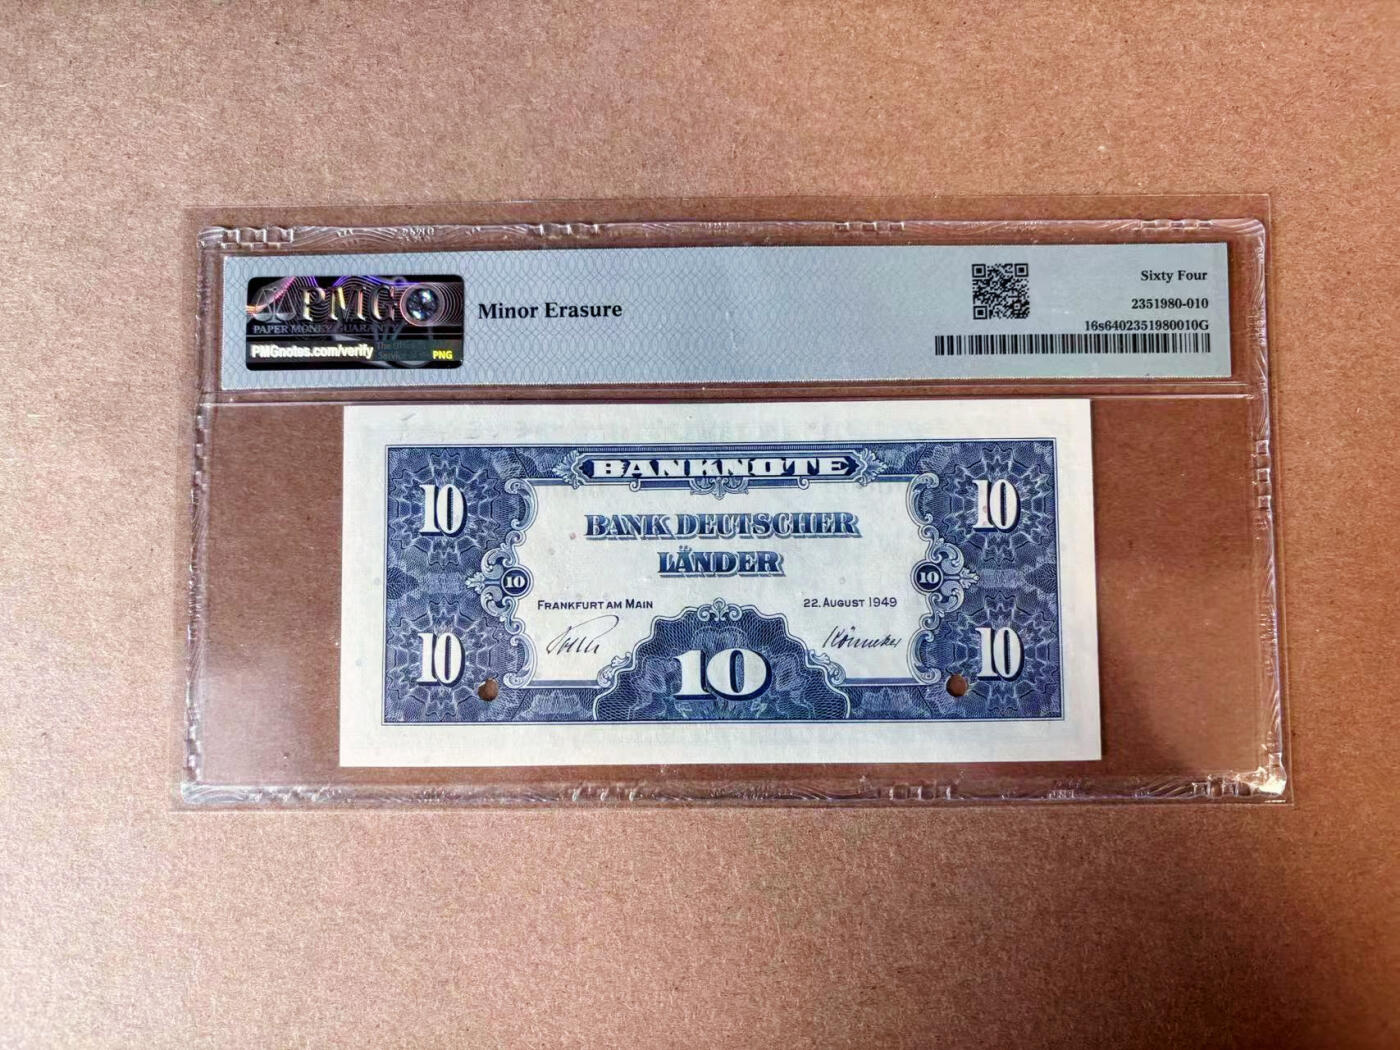 PMG
PAPER MONEY GUARANTY
PMGnotes.com/verify
PNG
Minor Erasure
Sixty Four
2351980-010
16s6402351980010G
BANKNOTE
10
10
BANK DEUTSCHER
LÄNDER
10
10
FRANKFURT AM MAIN
22. AUGUST 1949
10
10
10